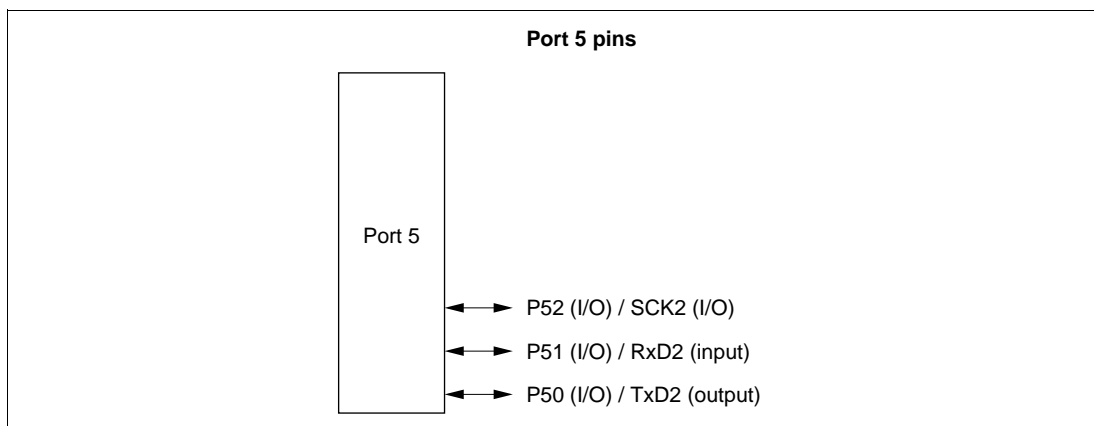 Port 5 pins
Port 5
P52 (I/O) / SCK2 (I/O)
P51 (I/O) / RxD2 (input)
P50 (I/O) / TxD2 (output)